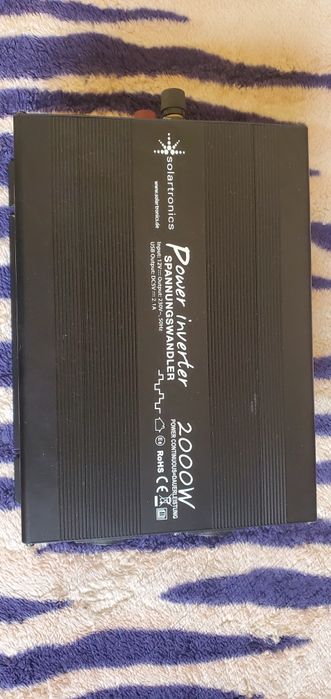 solartronics
www.solartronics.de
Power inverter
SPANNUNGSWANDLER
Input: 12V⎓ Output: 230V~, 50Hz
USB Output: DC5V⎓ 2.1A
2000W
POWER CONTINUOUS•DAUERLEISTUNG
RoHS CE